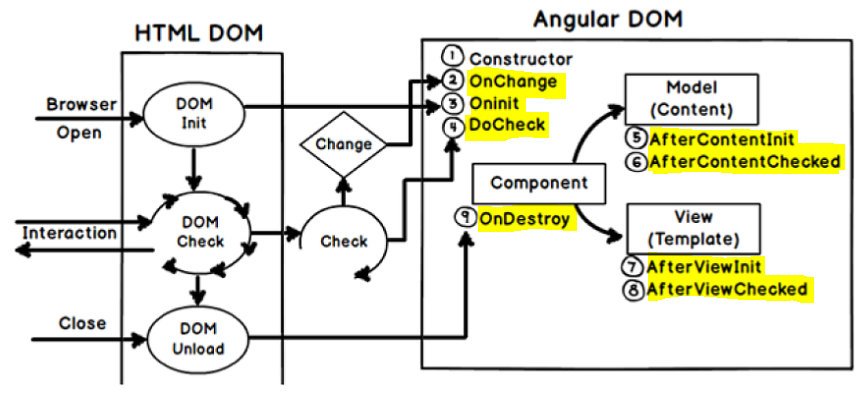 HTML DOM
Angular DOM
Browser
Open
DOM
Init
Interaction
DOM
Check
Close
DOM
Unload
Change
Check
1 Constructor
2 OnChange
3 Oninit
4 DoCheck
Component
9 OnDestroy
Model
(Content)
5 AfterContentInit
6 AfterContentChecked
View
(Template)
7 AfterViewInit
8 AfterViewChecked